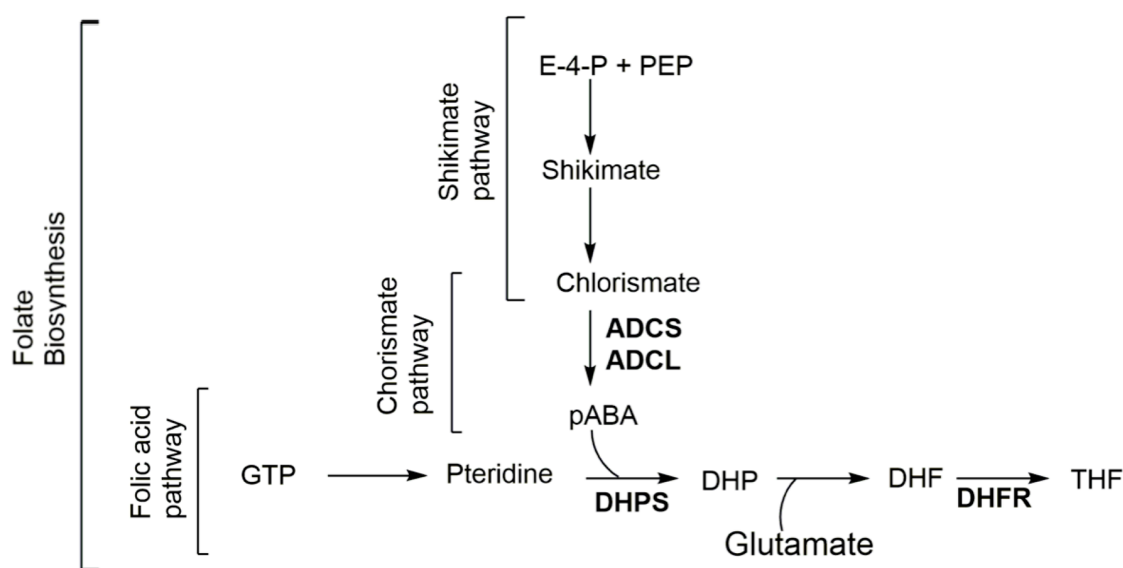 E-4-P + PEP
Shikimate
pathway
Shikimate
Folate
Biosynthesis
Chlorismate
Chorismate
pathway
ADCS
ADCL
Folic acid
pathway
pABA
GTP
Pteridine
DHPS
DHP
DHF
DHFR
THF
Glutamate